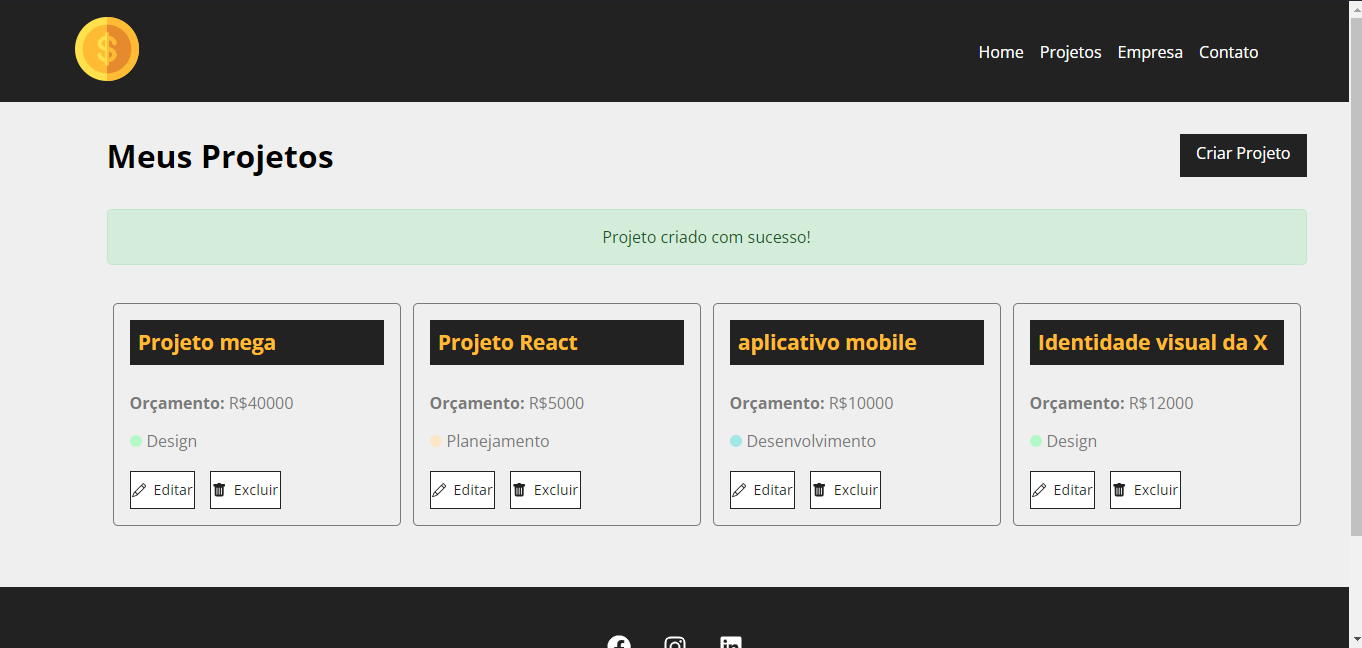 $
Home Projetos Empresa Contato
Meus Projetos
Criar Projeto
Projeto criado com sucesso!
Projeto mega
Orçamento: R$40000
Design
Editar Excluir
Projeto React
Orçamento: R$5000
Planejamento
Editar Excluir
aplicativo mobile
Orçamento: R$10000
Desenvolvimento
Editar Excluir
Identidade visual da X
Orçamento: R$12000
Design
Editar Excluir